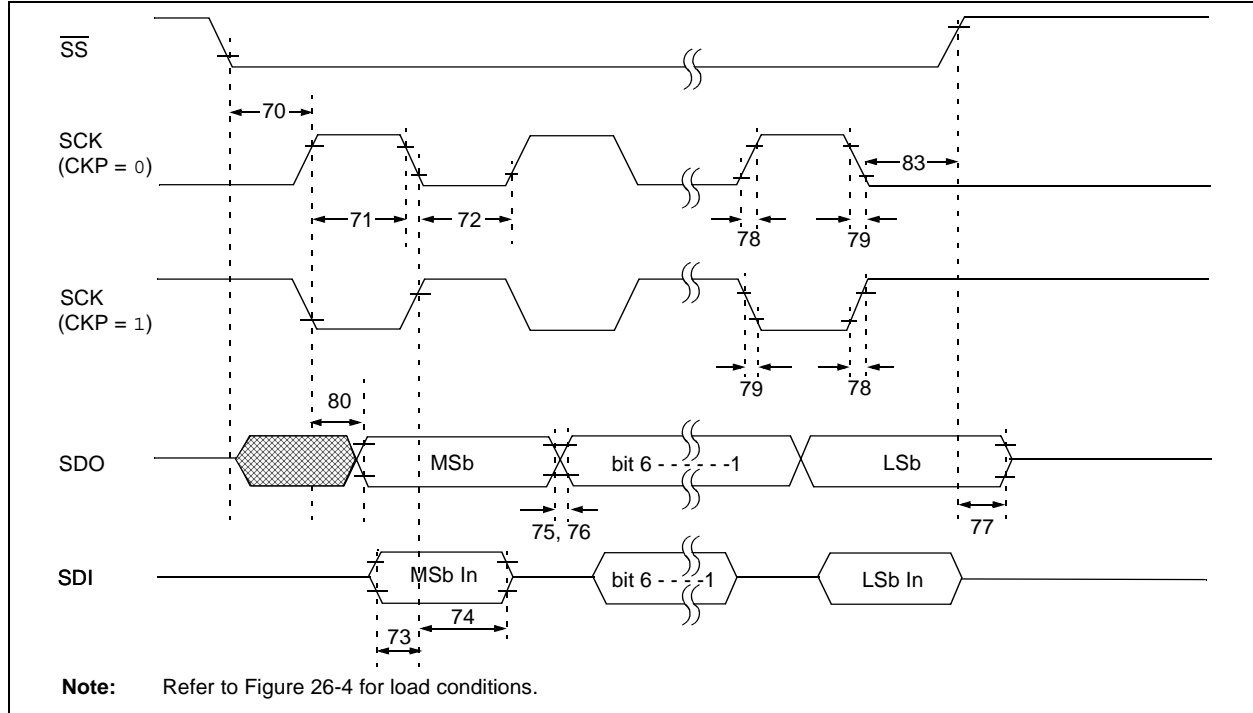 SS
70
SCK
(CKP = 0)
83
71
72
78
79
SCK
(CKP = 1)
79
78
80
SDO
MSb
bit 6 - - - - - -1
LSb
75, 76
77
SDI
MSb In
bit 6 - - - -1
LSb In
74
73
Note: Refer to Figure 26-4 for load conditions.